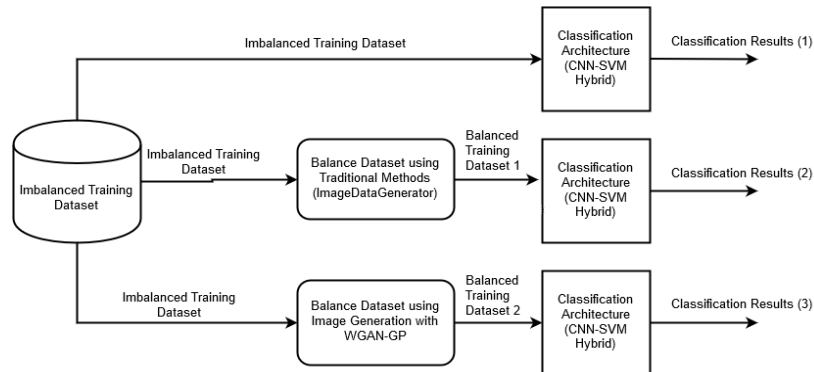 Imbalanced Training Dataset
Classification
Architecture
(CNN-SVM
Hybrid)
Classification Results (1)
Imbalanced Training
Dataset
Imbalanced Training
Dataset
Balance Dataset using
Traditional Methods
(ImageDataGenerator)
Balanced
Training
Dataset 1
Classification
Architecture
(CNN-SVM
Hybrid)
Classification Results (2)
Imbalanced Training
Dataset
Balance Dataset using
Image Generation with
WGAN-GP
Balanced
Training
Dataset 2
Classification
Architecture
(CNN-SVM
Hybrid)
Classification Results (3)